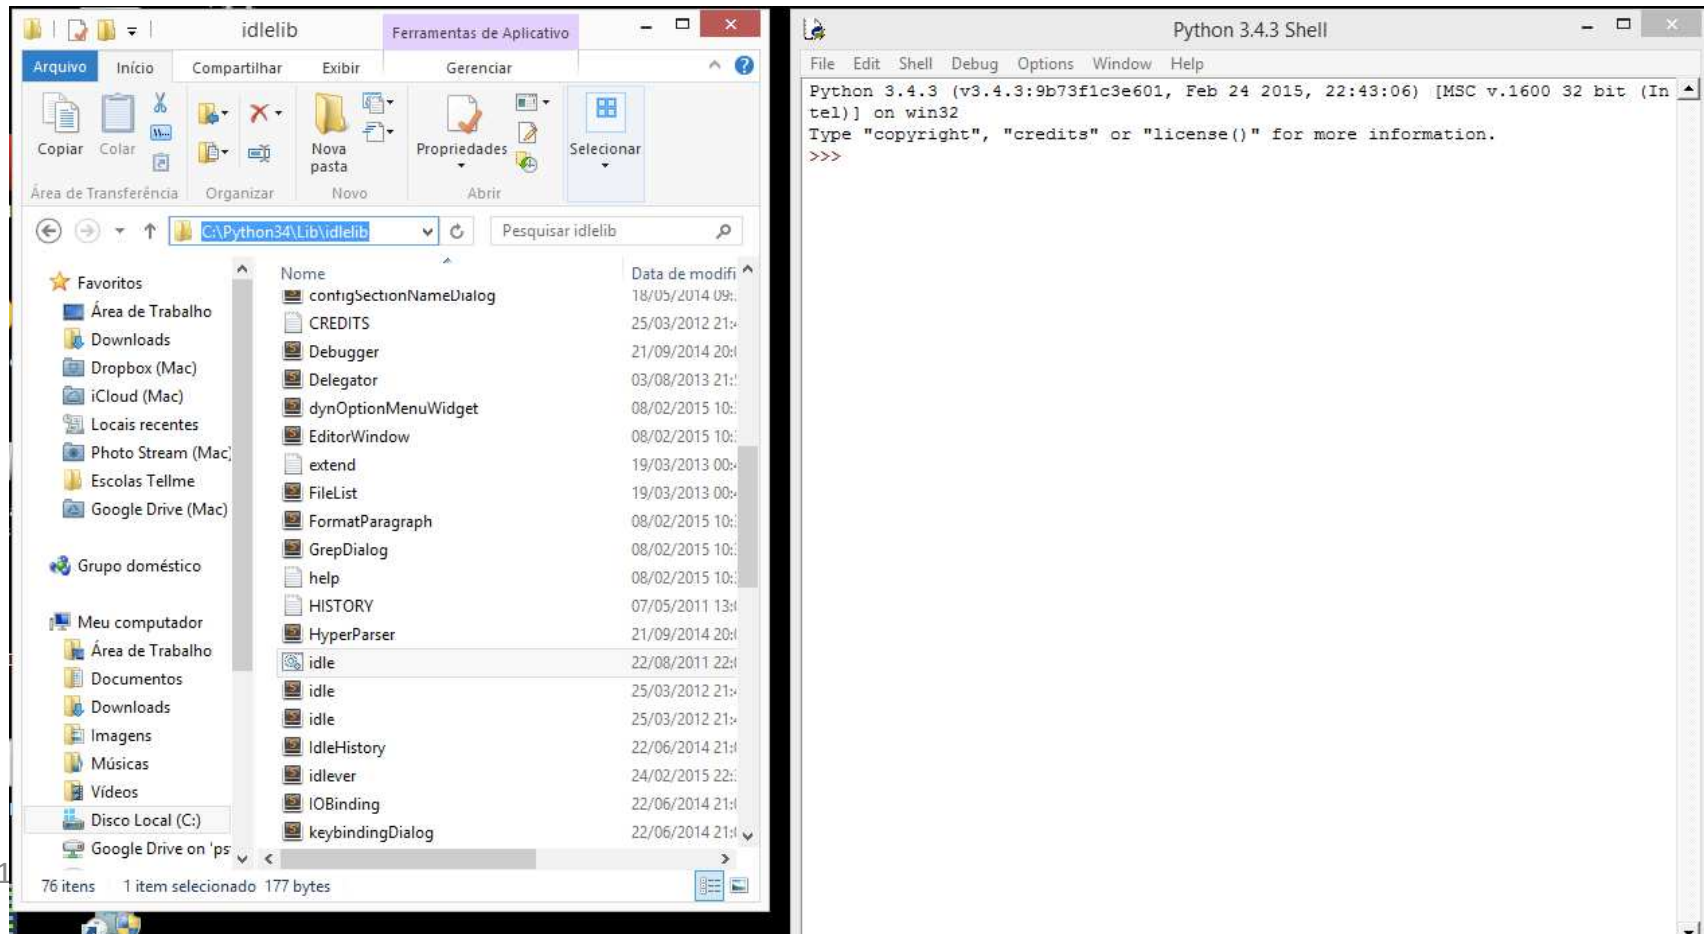 idlelib
Ferramentas de Aplicativo
Arquivo Início Compartilhar Exibir Gerenciar
Copiar Colar Nova pasta Propriedades Selecionar
Área de Transferência Organizar Novo Abrir
C:\Python34\Lib\idlelib
Pesquisar idlelib
Favoritos
Área de Trabalho
Downloads
Dropbox (Mac)
iCloud (Mac)
Locais recentes
Photo Stream (Mac)
Escolas Tellme
Google Drive (Mac)
Grupo doméstico
Meu computador
Área de Trabalho
Documentos
Downloads
Imagens
Músicas
Vídeos
Disco Local (C:)
Google Drive on 'ps
Nome Data de modifi
configSectionNameDialog 18/05/2014 09:
CREDITS 25/03/2012 21:
Debugger 21/09/2014 20:
Delegator 03/08/2013 21:
dynOptionMenuWidget 08/02/2015 10:
EditorWindow 08/02/2015 10:
extend 19/03/2013 00:
FileList 19/03/2013 00:
FormatParagraph 08/02/2015 10:
GrepDialog 08/02/2015 10:
help 08/02/2015 10:
HISTORY 07/05/2011 13:
HyperParser 21/09/2014 20:
idle 22/08/2011 22:
idle 25/03/2012 21:
idle 25/03/2012 21:
IdleHistory 22/06/2014 21:
idlever 24/02/2015 22:
IOBinding 22/06/2014 21:
keybindingDialog 22/06/2014 21:
76 itens 1 item selecionado 177 bytes
Python 3.4.3 Shell
File Edit Shell Debug Options Window Help
Python 3.4.3 (v3.4.3:9b73f1c3e601, Feb 24 2015, 22:43:06) [MSC v.1600 32 bit (In
tel)] on win32
Type "copyright", "credits" or "license()" for more information.
>>>